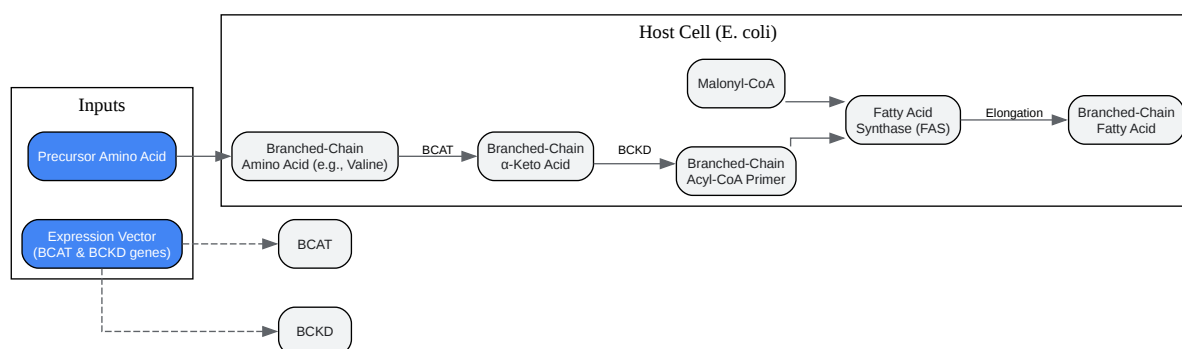 Host Cell (E. coli)
Inputs
Malonyl-CoA
Fatty Acid
Synthase (FAS)
Elongation
Branched-Chain
Fatty Acid
Precursor Amino Acid
Branched-Chain
Amino Acid (e.g., Valine)
BCAT
Branched-Chain
α-Keto Acid
BCKD
Branched-Chain
Acyl-CoA Primer
Expression Vector
(BCAT & BCKD genes)
BCAT
BCKD